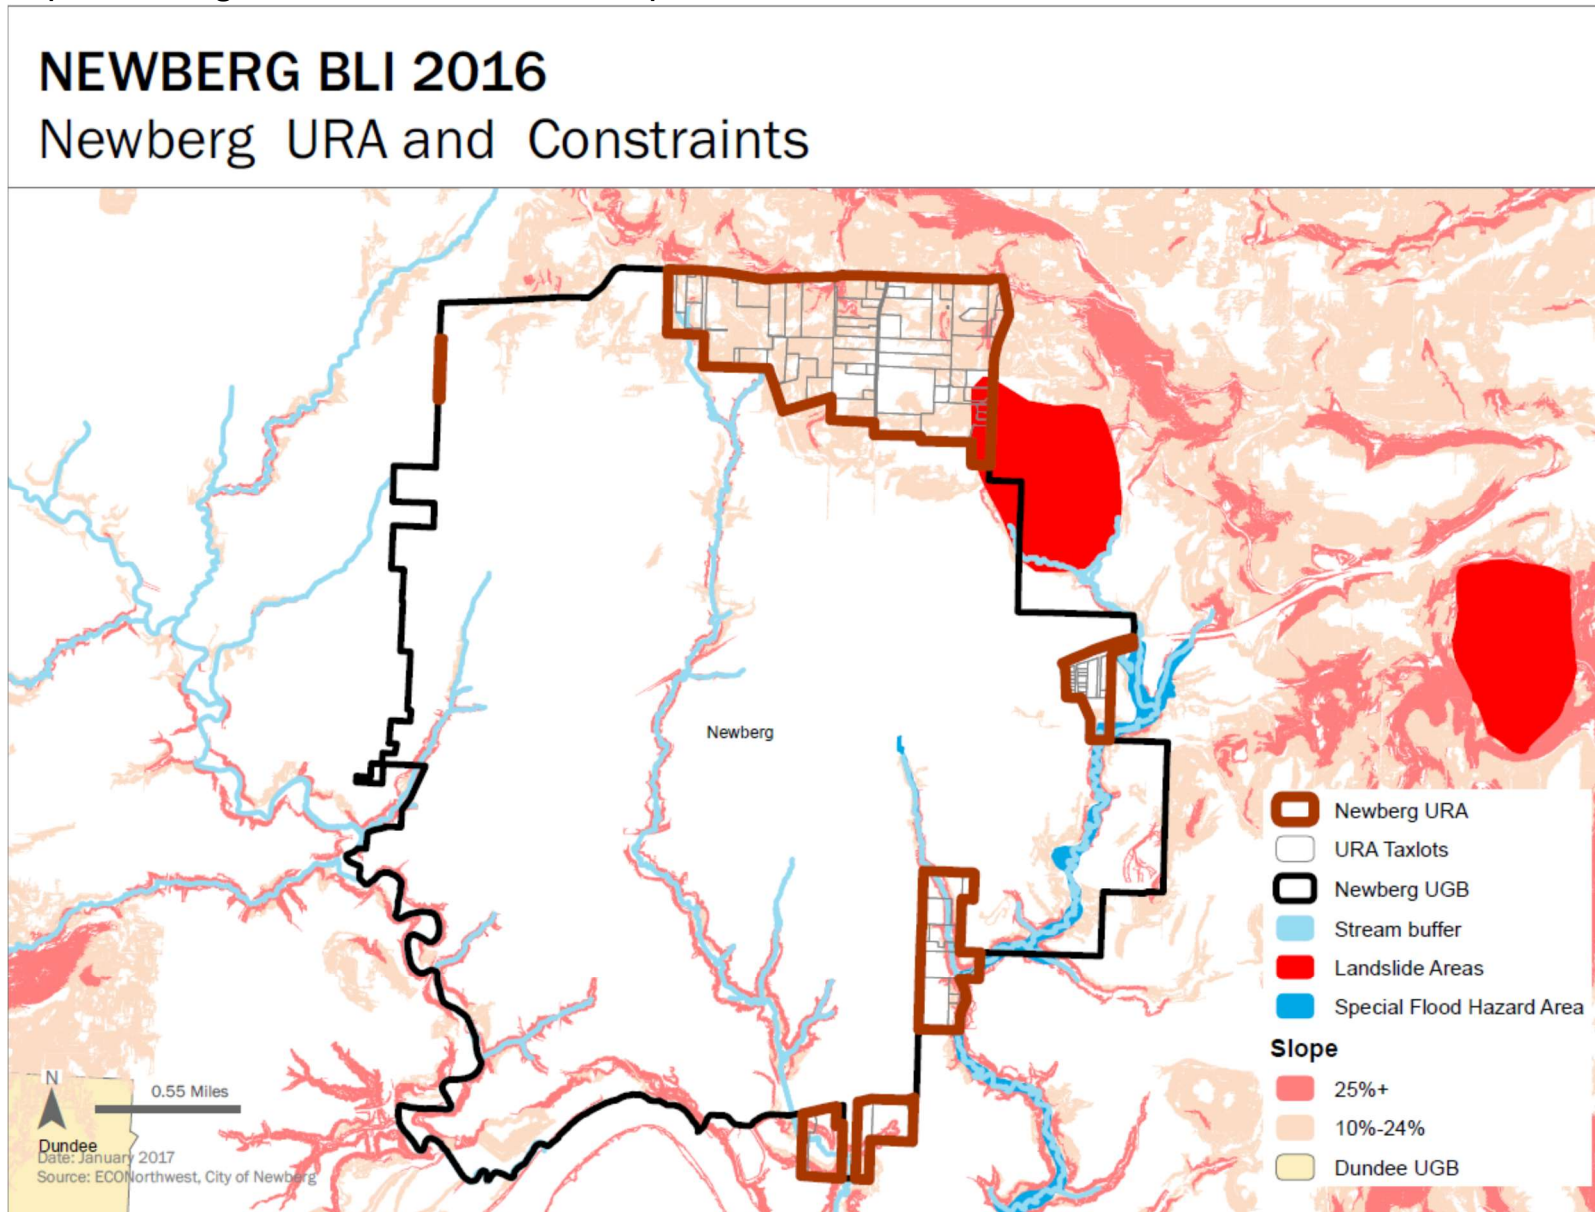 NEWBERG BLI 2016
Newberg URA and Constraints
Newberg
Newberg URA
URA Taxlots
Newberg UGB
Stream buffer
Landslide Areas
Special Flood Hazard Area
Slope
25%+
10%-24%
Dundee UGB
N
0.55 Miles
Dundee
Date: January 2017
Source: ECONorthwest, City of Newberg